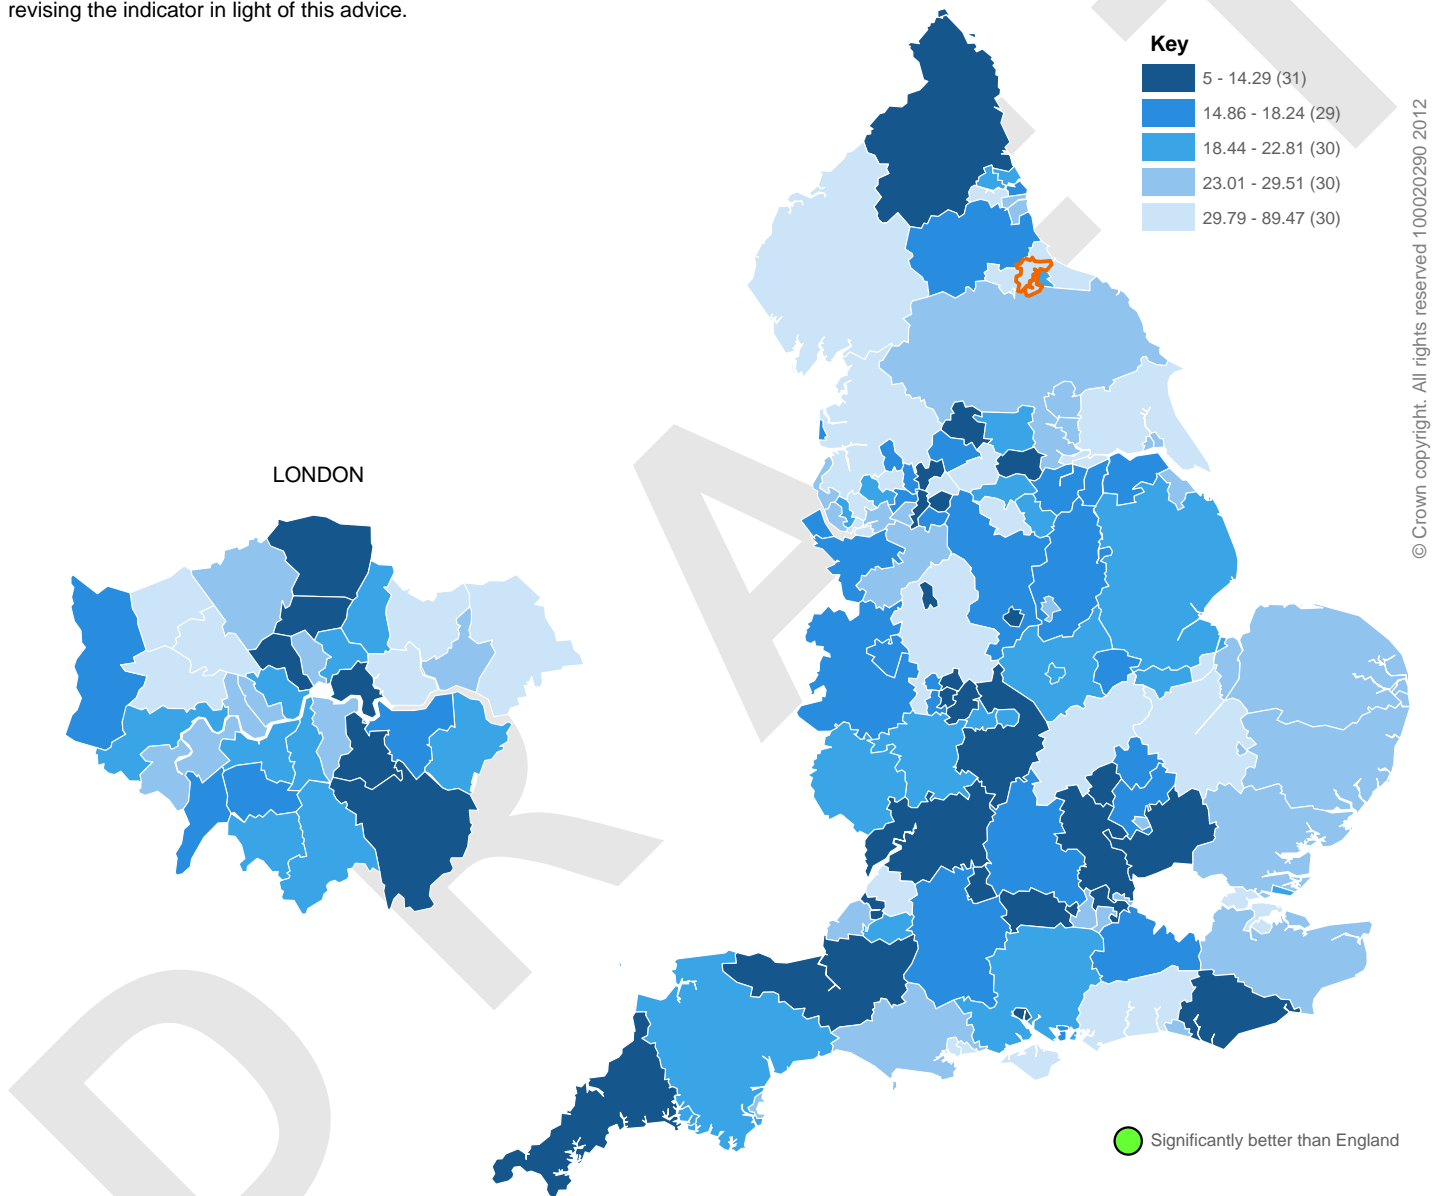 revising the indicator in light of this advice.
Key
5 - 14.29 (31)
14.86 - 18.24 (29)
18.44 - 22.81 (30)
23.01 - 29.51 (30)
29.79 - 89.47 (30)
© Crown copyright. All rights reserved 100020290 2012
LONDON
DRAFT
Significantly better than England